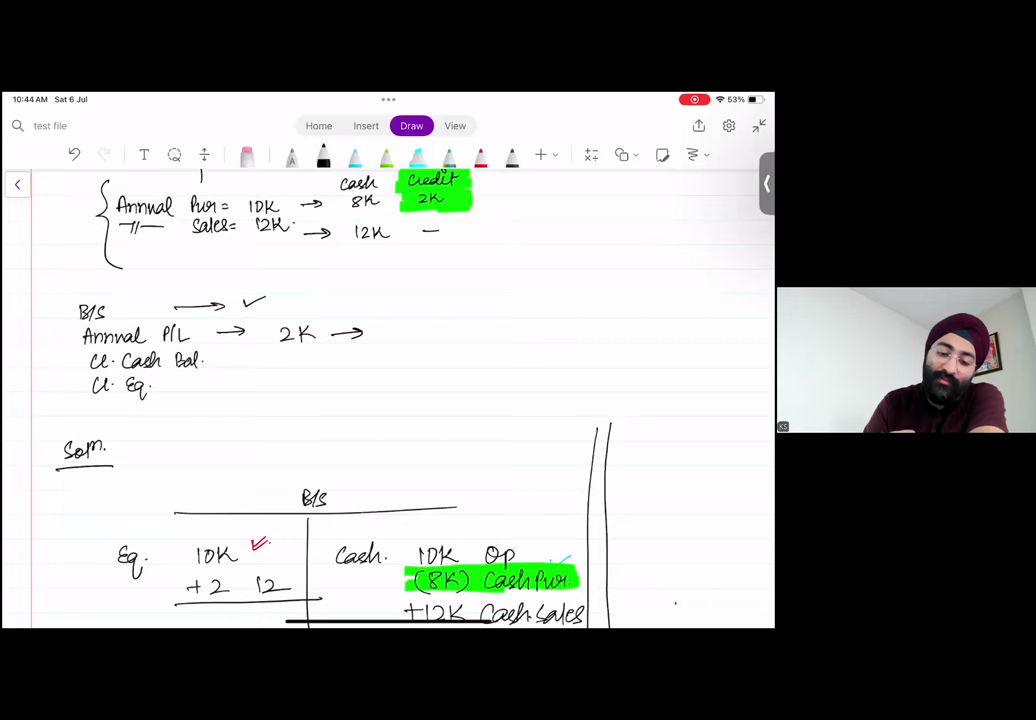 10:44 AM Sat 6 Jul
53%
test file
Home Insert Draw View
Cash Credit
Annual Pur = 10K → 8K 2K
—11— Sales = 12K. → 12K —
B/S → ✓
Annual P/L → 2K →
Cl. Cash Bal.
Cl. Eq.
Soln.
B/S
Eq. 10K Cash. 10K Op
+2 12 (8K) Cash Pur.
+12K Cash Sales
KS